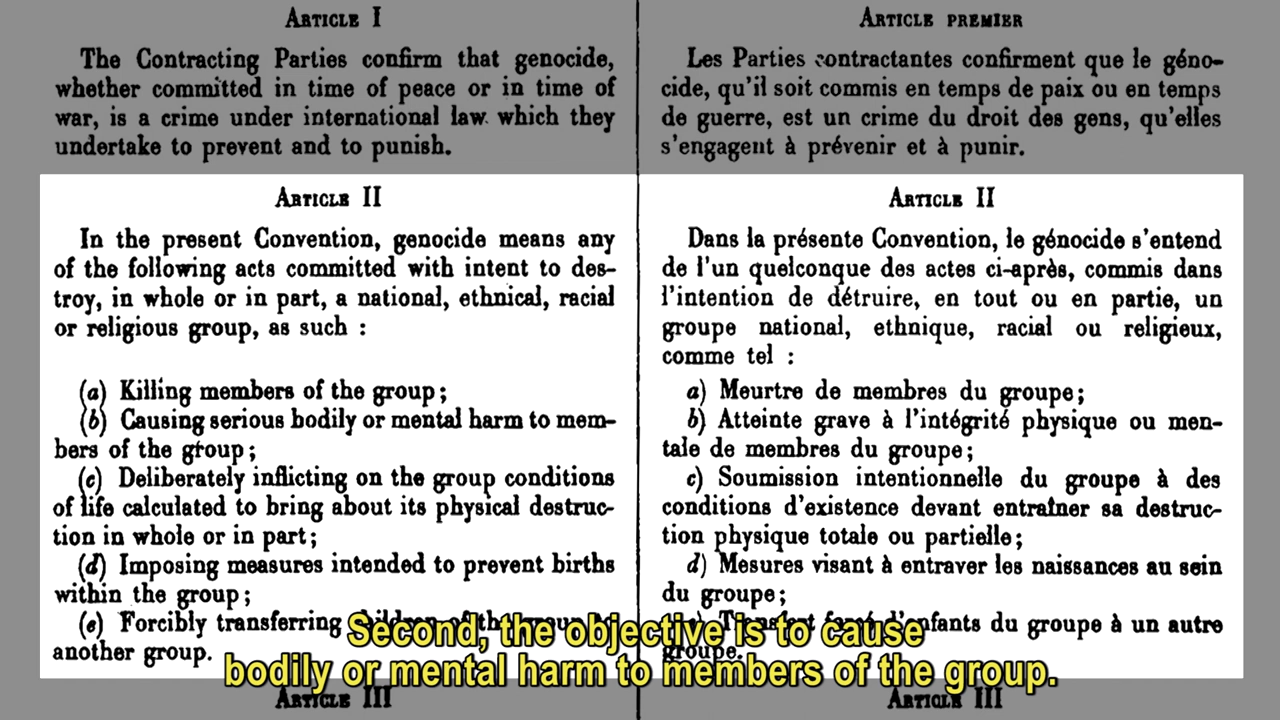 ARTICLE I
The Contracting Parties confirm that genocide,
whether committed in time of peace or in time of
war, is a crime under international law which they
undertake to prevent and to punish.
ARTICLE II
In the present Convention, genocide means any
of the following acts committed with intent to des-
troy, in whole or in part, a national, ethnical, racial
or religious group, as such :
(a) Killing members of the group;
(b) Causing serious bodily or mental harm to mem-
bers of the group;
(c) Deliberately inflicting on the group conditions
of life calculated to bring about its physical destruc-
tion in whole or in part;
(d) Imposing measures intended to prevent births
within the group;
(e) Forcibly transferring children of the group
another group.
ARTICLE III
ARTICLE PREMIER
Les Parties contractantes confirment que le géno-
cide, qu'il soit commis en temps de paix ou en temps
de guerre, est un crime du droit des gens, qu'elles
s'engagent à prévenir et à punir.
ARTICLE II
Dans la présente Convention, le génocide s'entend
de l'un quelconque des actes ci-après, commis dans
l'intention de détruire, en tout ou en partie, un
groupe national, ethnique, racial ou religieux,
comme tel :
a) Meurtre de membres du groupe;
b) Atteinte grave à l'intégrité physique ou men-
tale de membres du groupe;
c) Soumission intentionnelle du groupe à des
conditions d'existence devant entraîner sa destruc-
tion physique totale ou partielle;
d) Mesures visant à entraver les naissances au sein
du groupe;
e) Transfert forcé d'enfants du groupe à un autre
groupe.
ARTICLE III
Second, the objective is to cause
bodily or mental harm to members of the group.